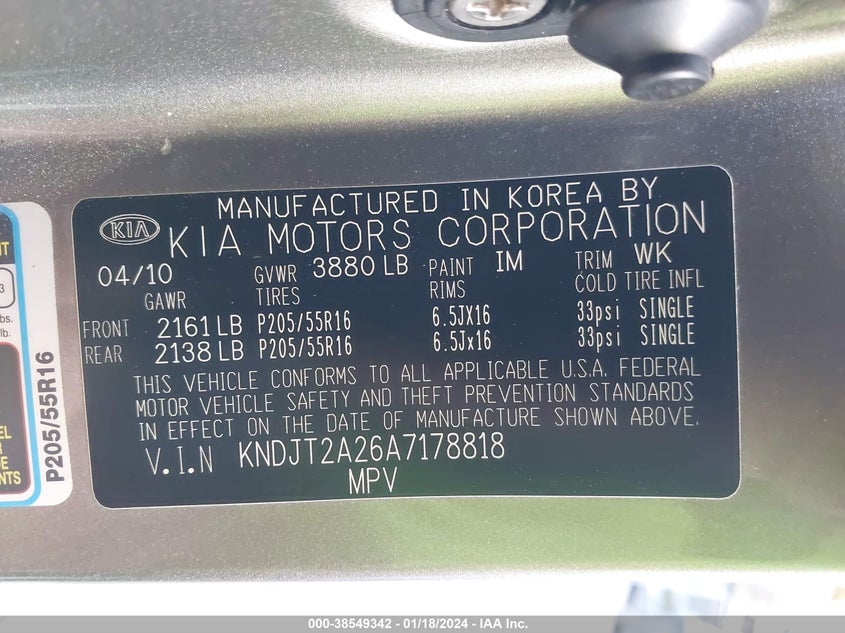 MANUFACTURED IN KOREA BY
KIA KIA MOTORS CORPORATION
04/10 GVWR 3880 LB PAINT IM TRIM WK
GAWR TIRES RIMS COLD TIRE INFL
FRONT 2161 LB P205/55R16 6.5JX16 33psi SINGLE
REAR 2138 LB P205/55R16 6.5Jx16 33psi SINGLE
THIS VEHICLE CONFORMS TO ALL APPLICABLE U.S.A. FEDERAL
MOTOR VEHICLE SAFETY AND THEFT PREVENTION STANDARDS
IN EFFECT ON THE DATE OF MANUFACTURE SHOWN ABOVE.
V.I.N KNDJT2A26A7178818
MPV
P205/55R16
000-38549342 - 01/18/2024 - IAA Inc.